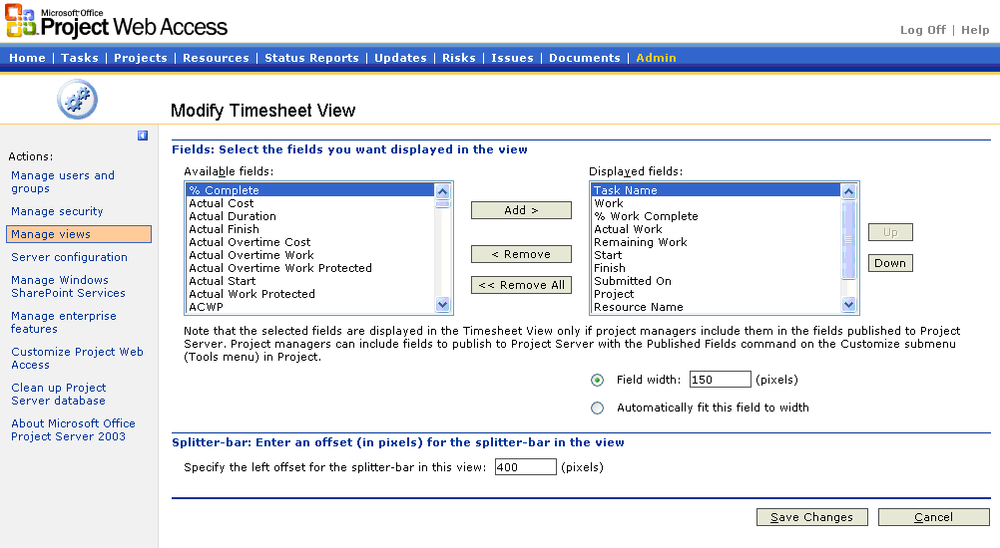 Microsoft Office
Project Web Access
Log Off | Help
Home | Tasks | Projects | Resources | Status Reports | Updates | Risks | Issues | Documents | Admin
Modify Timesheet View
Actions:
Manage users and
groups
Manage security
Manage views
Server configuration
Manage Windows
SharePoint Services
Manage enterprise
features
Customize Project Web
Access
Clean up Project
Server database
About Microsoft Office
Project Server 2003
Fields: Select the fields you want displayed in the view
Available fields:
% Complete
Actual Cost
Actual Duration
Actual Finish
Actual Overtime Cost
Actual Overtime Work
Actual Overtime Work Protected
Actual Start
Actual Work Protected
ACWP
Add >
< Remove
<< Remove All
Displayed fields:
Task Name
Work
% Work Complete
Actual Work
Remaining Work
Start
Finish
Submitted On
Project
Resource Name
Up
Down
Note that the selected fields are displayed in the Timesheet View only if project managers include them in the fields published to Project
Server. Project managers can include fields to publish to Project Server with the Published Fields command on the Customize submenu
(Tools menu) in Project.
Field width: 150 (pixels)
Automatically fit this field to width
Splitter-bar: Enter an offset (in pixels) for the splitter-bar in the view
Specify the left offset for the splitter-bar in this view: 400 (pixels)
Save Changes
Cancel